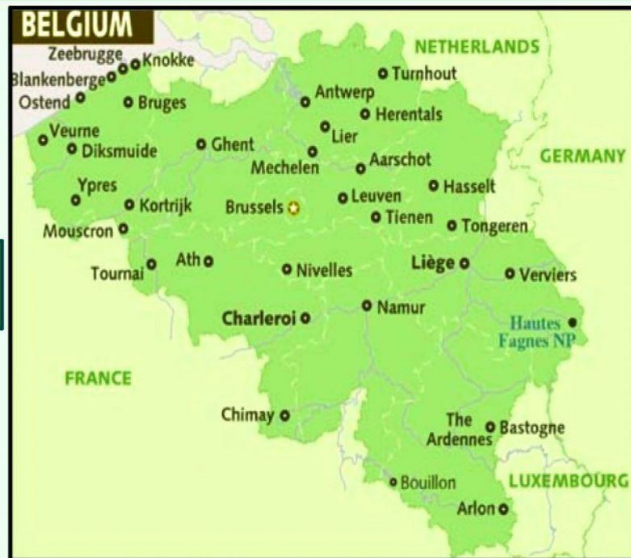 BELGIUM
NETHERLANDS
Zeebrugge
Knokke
Blankenberge
Turnhout
Ostend
Bruges
Antwerp
Herentals
Veurne
Lier
Diksmuide
Ghent
Mechelen
Aarschot
GERMANY
Ypres
Kortrijk
Brussels
Leuven
Hasselt
Tienen
Mouscron
Tongeren
Tournai
Ath
Nivelles
Liège
Verviers
Charleroi
Namur
Hautes
Fagnes NP
FRANCE
Chimay
The
Ardennes
Bastogne
Bouillon
LUXEMBOURG
Arlon